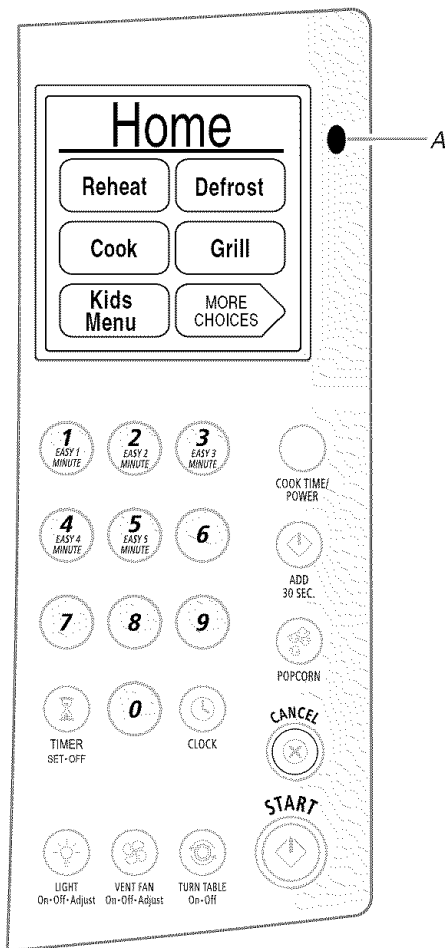 Home
A
Reheat
Defrost
Cook
Grill
Kids
Menu
MORE
CHOICES
1
EASY 1
MINUTE
2
EASY 2
MINUTE
3
EASY 3
MINUTE
COOK TIME/
POWER
4
EASY 4
MINUTE
5
EASY 5
MINUTE
6
ADD
30 SEC.
7
8
9
POPCORN
TIMER
SET•OFF
0
CLOCK
CANCEL
START
LIGHT
On•Off•Adjust
VENT FAN
On•Off•Adjust
TURN TABLE
On•Off